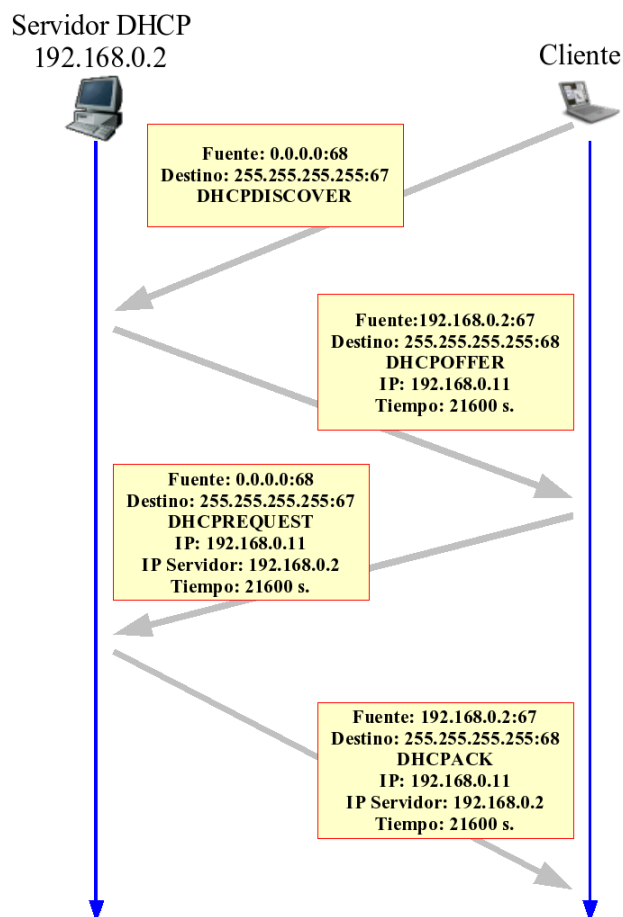 Servidor DHCP
192.168.0.2
Cliente
Fuente: 0.0.0.0:68
Destino: 255.255.255.255:67
DHCPDISCOVER
Fuente:192.168.0.2:67
Destino: 255.255.255.255:68
DHCPOFFER
IP: 192.168.0.11
Tiempo: 21600 s.
Fuente: 0.0.0.0:68
Destino: 255.255.255.255:67
DHCPREQUEST
IP: 192.168.0.11
IP Servidor: 192.168.0.2
Tiempo: 21600 s.
Fuente: 192.168.0.2:67
Destino: 255.255.255.255:68
DHCPACK
IP: 192.168.0.11
IP Servidor: 192.168.0.2
Tiempo: 21600 s.